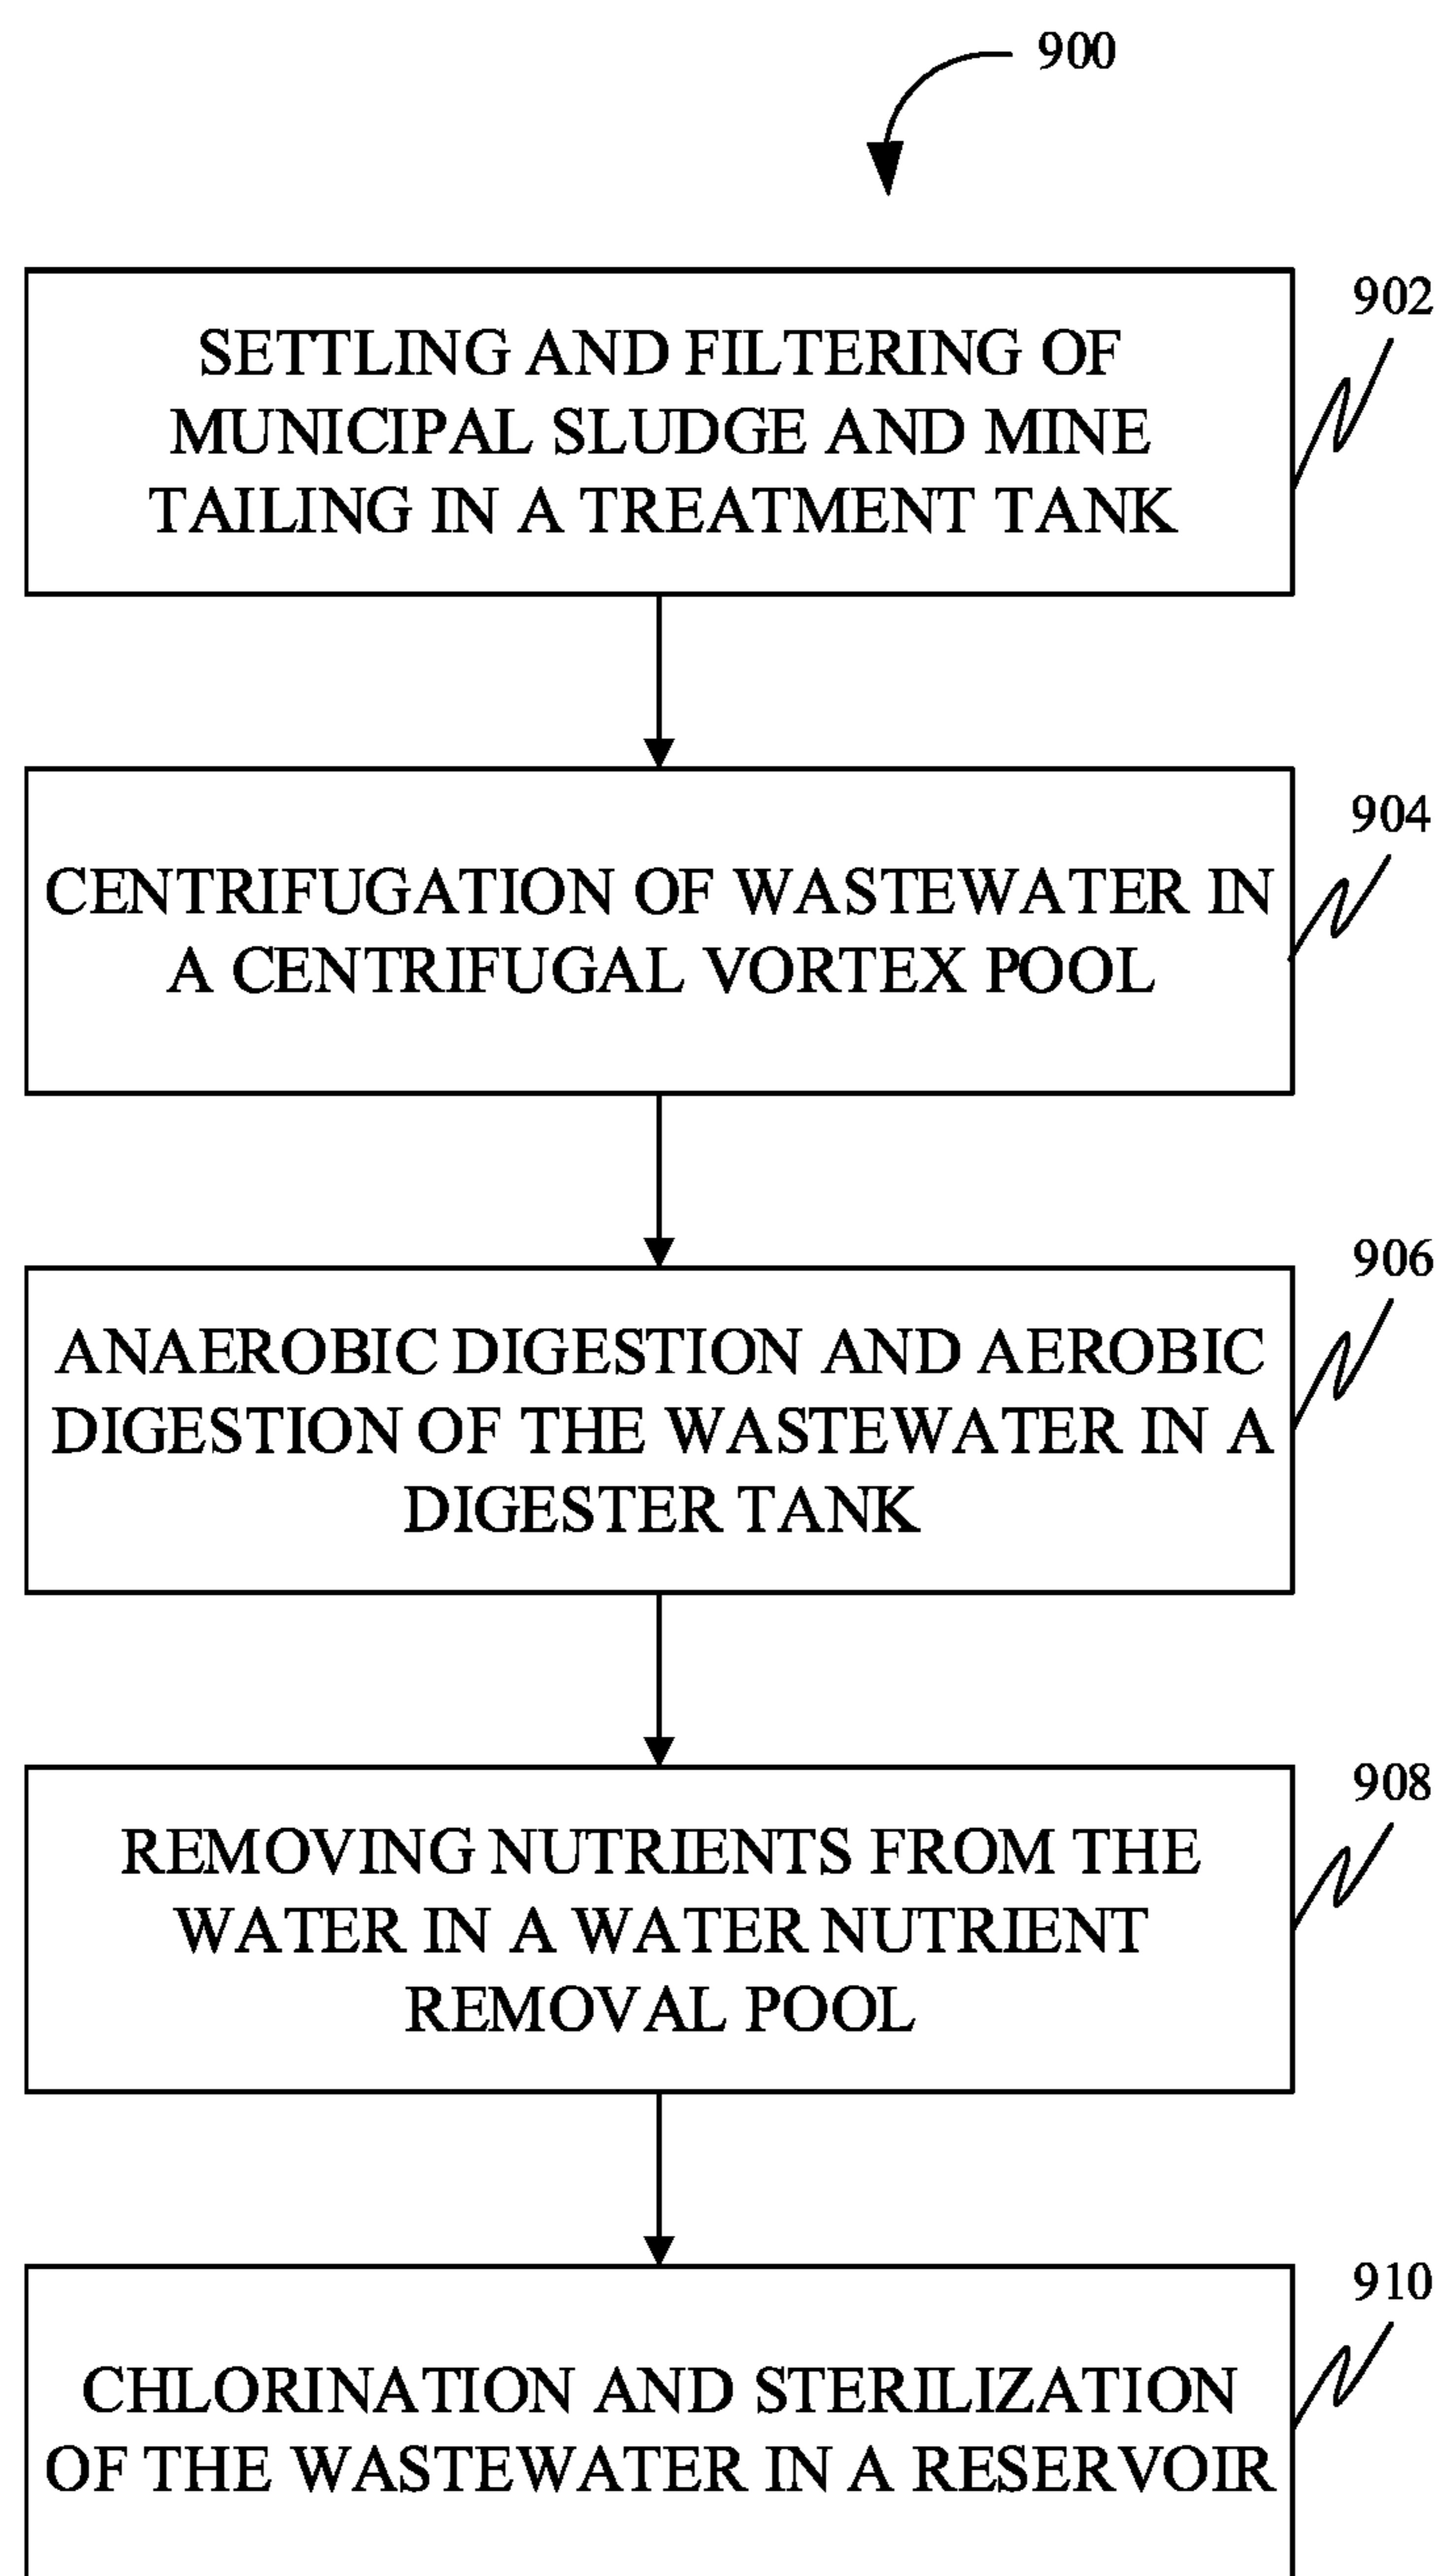 900
902
SETTLING AND FILTERING OF
MUNICIPAL SLUDGE AND MINE
TAILING IN A TREATMENT TANK
904
CENTRIFUGATION OF WASTEWATER IN
A CENTRIFUGAL VORTEX POOL
906
ANAEROBIC DIGESTION AND AEROBIC
DIGESTION OF THE WASTEWATER IN A
DIGESTER TANK
908
REMOVING NUTRIENTS FROM THE
WATER IN A WATER NUTRIENT
REMOVAL POOL
910
CHLORINATION AND STERILIZATION
OF THE WASTEWATER IN A RESERVOIR